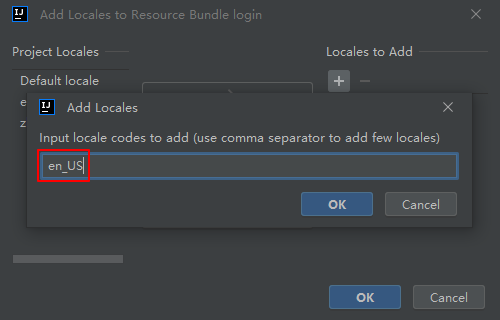 Add Locales to Resource Bundle login
Project Locales
Locales to Add
Default locale
Add Locales
Input locale codes to add (use comma separator to add few locales)
en_US
OK
Cancel
OK
Cancel